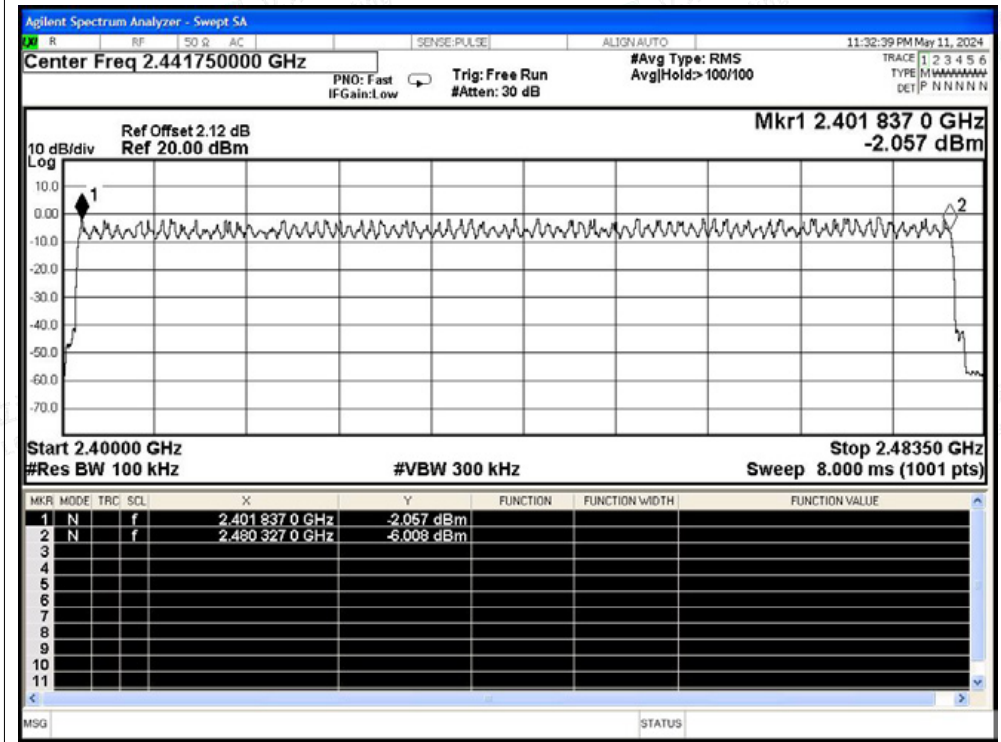 Agilent Spectrum Analyzer - Swept SA
R RF 50 Ω AC SENSE:PULSE ALIGN AUTO 11:32:39 PM May 11, 2024
Center Freq 2.441750000 GHz #Avg Type: RMS TRACE 1 2 3 4 5 6
PNO: Fast Trig: Free Run Avg|Hold:> 100/100 TYPE M
IFGain:Low #Atten: 30 dB DET P N N N N N
Mkr1 2.401 837 0 GHz
Ref Offset 2.12 dB
10 dB/div Ref 20.00 dBm -2.057 dBm
Log
10.0
1
0.00
2
-10.0
-20.0
-30.0
-40.0
-50.0
-60.0
-70.0
Start 2.40000 GHz Stop 2.48350 GHz
#Res BW 100 kHz #VBW 300 kHz Sweep 8.000 ms (1001 pts)
MKR MODE TRC SCL X Y FUNCTION FUNCTION WIDTH FUNCTION VALUE
1 N f 2.401 837 0 GHz -2.057 dBm
2 N f 2.480 327 0 GHz -6.008 dBm
3
4
5
6
7
8
9
10
11
MSG STATUS